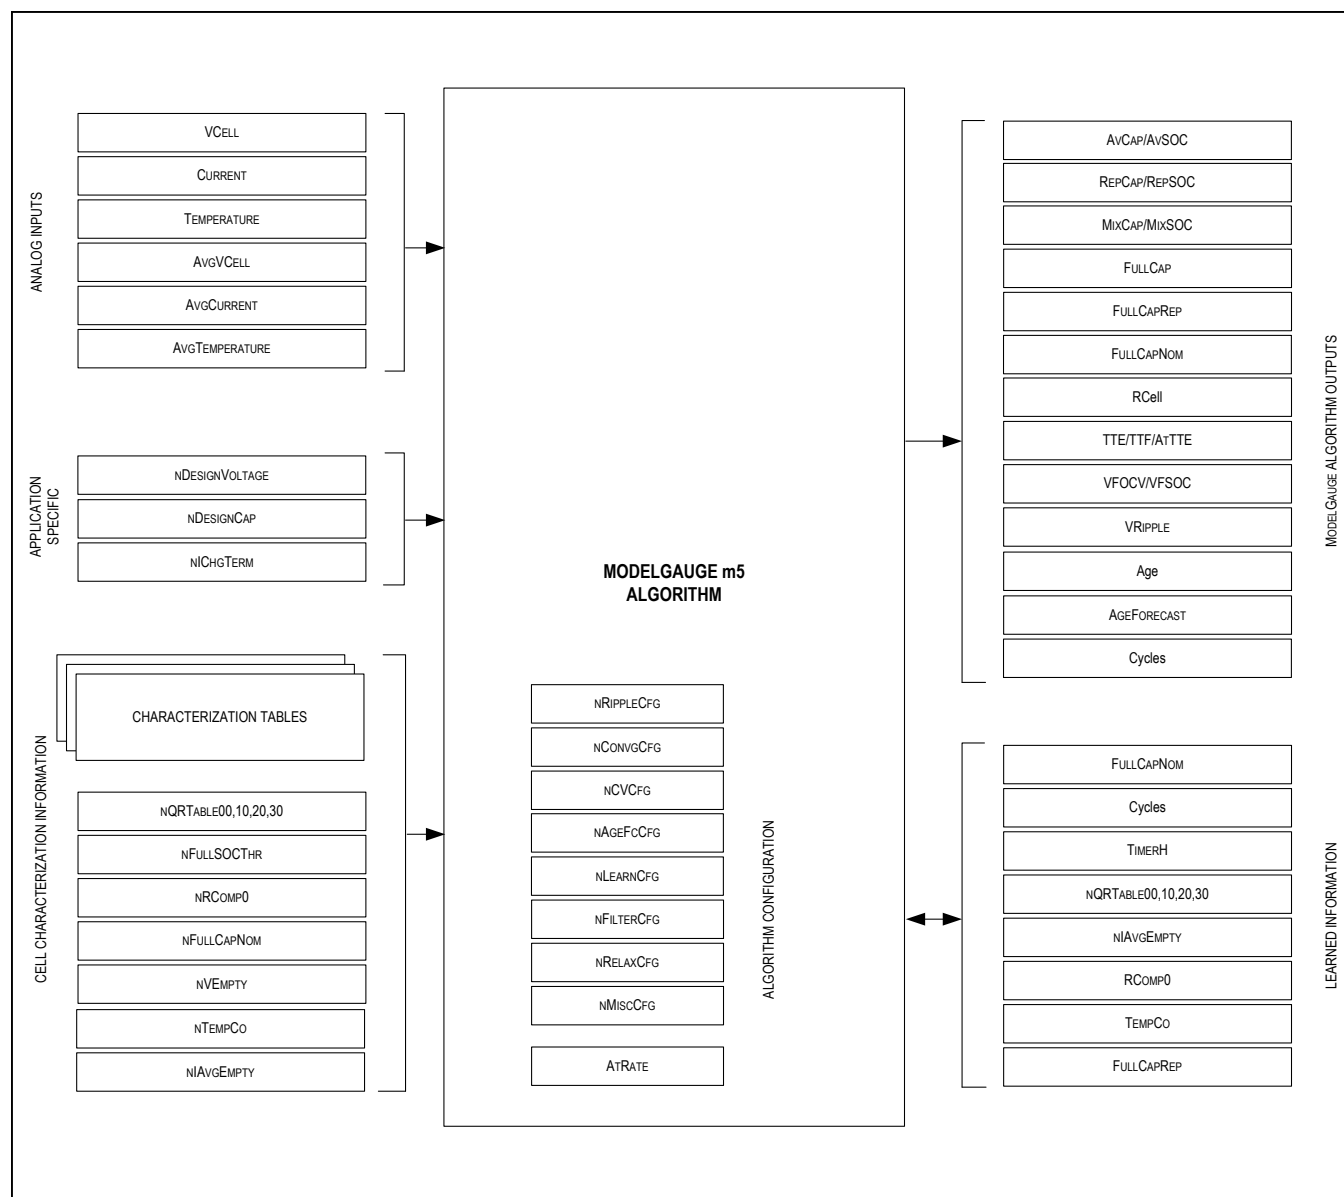 ANALOG INPUTS
VCELL
CURRENT
TEMPERATURE
AVGVCELL
AVGCURRENT
AVGTEMPERATURE
APPLICATION
SPECIFIC
NDESIGNVOLTAGE
NDESIGNCAP
NICHGTERM
CELL CHARACTERIZATION INFORMATION
CHARACTERIZATION TABLES
NQRTABLE00,10,20,30
NFULLSOCTHR
NRCOMP0
NFULLCAPNOM
NVEMPTY
NTEMPCO
NIAVGEMPTY
MODELGAUGE m5
ALGORITHM
NRIPPLECFG
NCONVGCFG
NCVCFG
NAGEFCCFG
NLEARNCFG
NFILTERCFG
NRELAXCFG
NMISCCFG
ATRATE
ALGORITHM CONFIGURATION
AVCAP/AVSOC
REPCAP/REPSOC
MIXCAP/MIXSOC
FULLCAP
FULLCAPREP
FULLCAPNOM
RCell
TTE/TTF/ATTTE
VFOCV/VFSOC
VRIPPLE
Age
AGEFORECAST
Cycles
MODELGAUGE ALGORITHM OUTPUTS
FULLCAPNOM
Cycles
TIMERH
NQRTABLE00,10,20,30
NIAVGEMPTY
RCOMP0
TEMPCO
FULLCAPREP
LEARNED INFORMATION